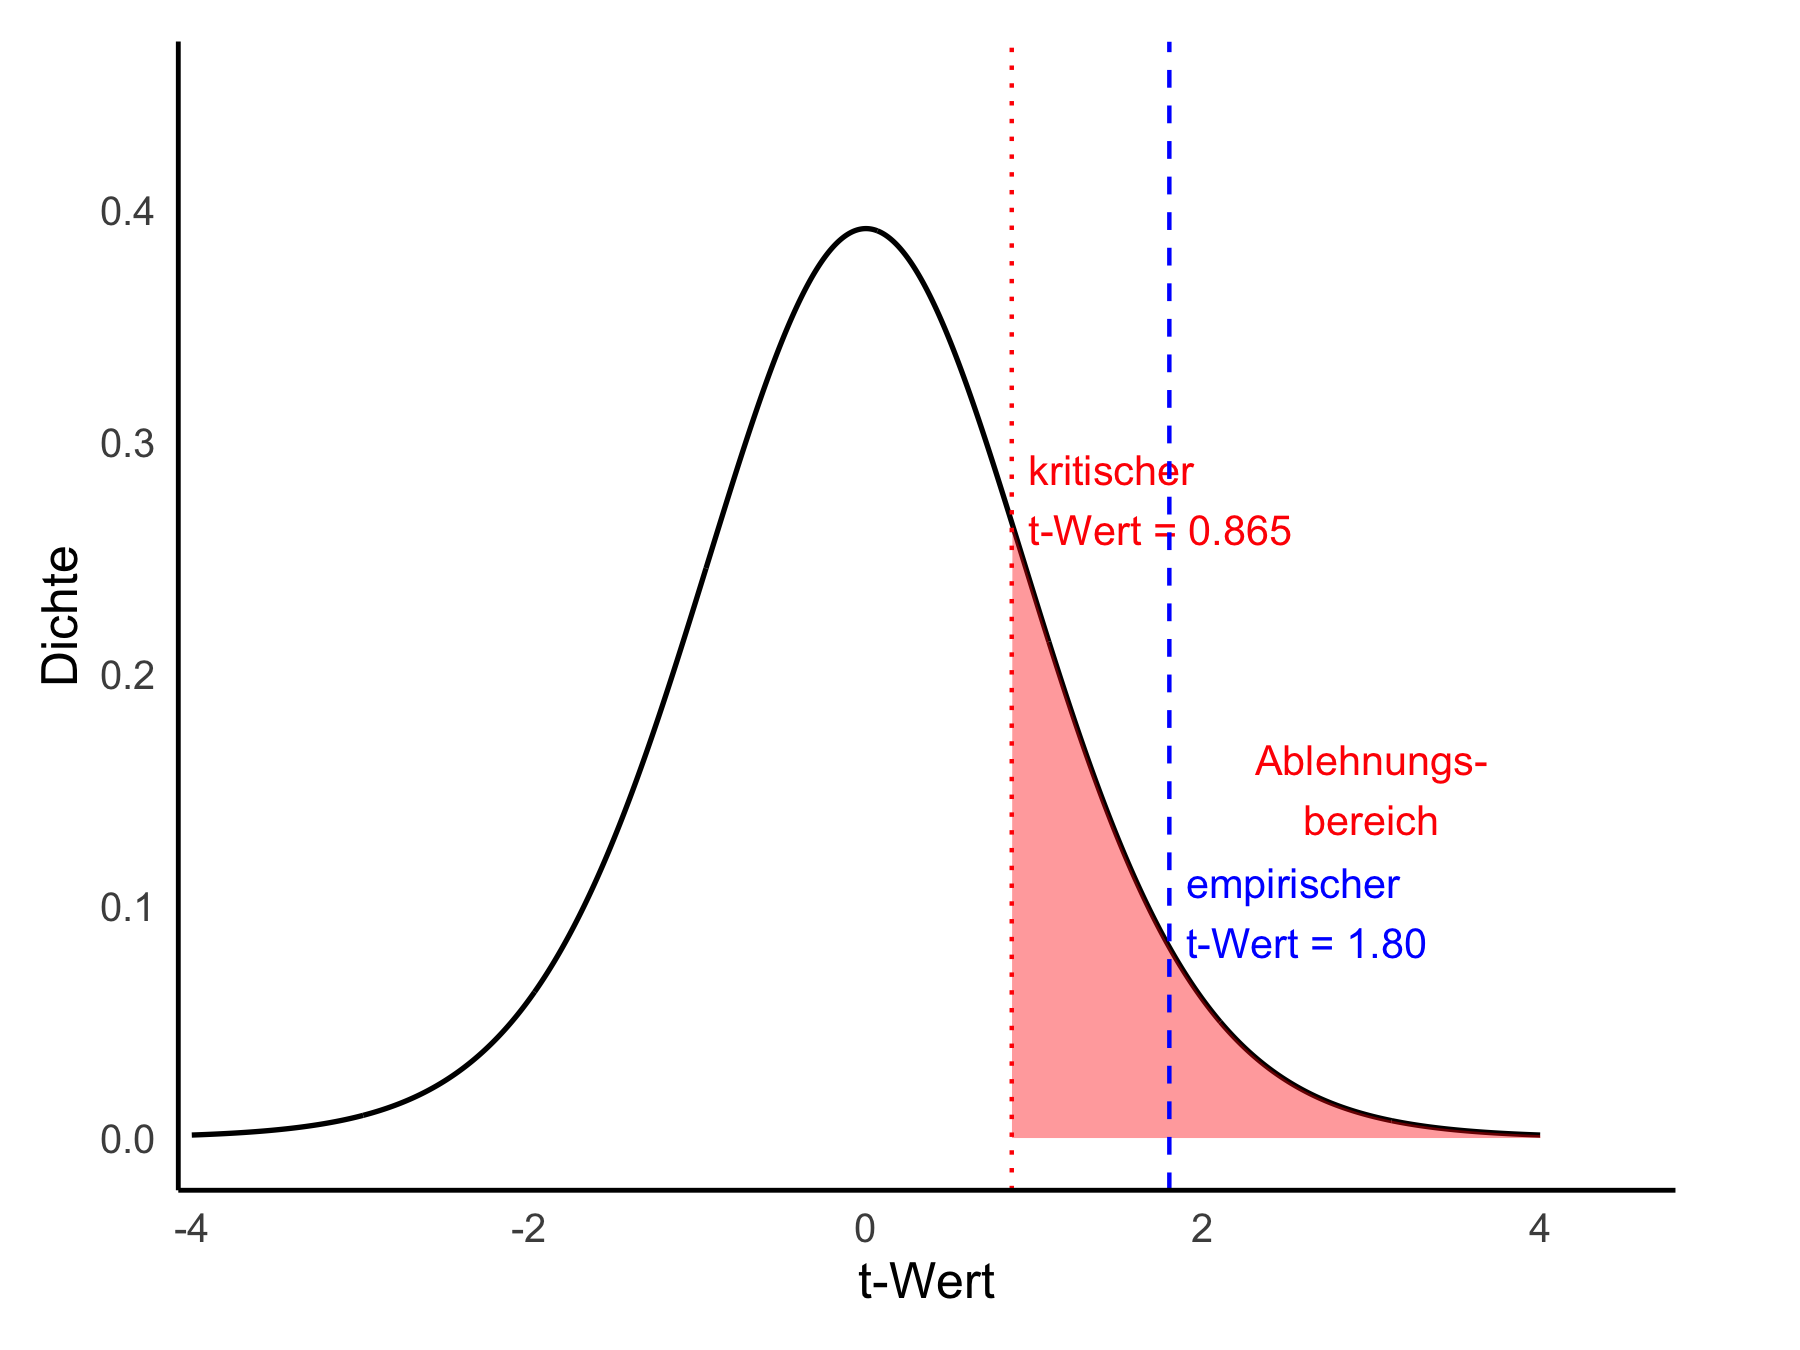 0.4
0.3
0.2
0.1
0.0
Dichte
kritischer
t-Wert = 0.865
Ablehnungs-
bereich
empirischer
t-Wert = 1.80
-4
-2
0
2
4
t-Wert